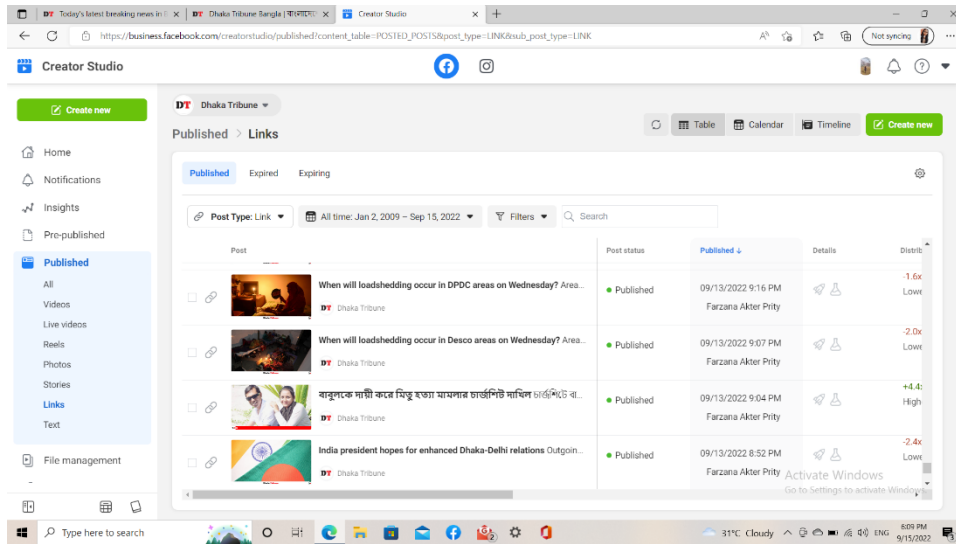 DT Today's latest breaking news in B
DT Dhaka Tribune Bangla
Creator Studio
https://business.facebook.com/creatorstudio/published?content_table=POSTED_POSTS&post_type=LINK&sub_post_type=LINK
Not syncing
Creator Studio
Create new
DT Dhaka Tribune
Published > Links
Table
Calendar
Timeline
Create new
Home
Notifications
Insights
Pre-published
Published
All
Videos
Live videos
Reels
Photos
Stories
Links
Text
File management
Published
Expired
Expiring
Post Type: Link
All time: Jan 2, 2009 – Sep 15, 2022
Filters
Search
Post
Post status
Published ↓
Details
Distrib
When will loadshedding occur in DPDC areas on Wednesday? Area...
DT Dhaka Tribune
Published
09/13/2022 9:16 PM
Farzana Akter Prity
-1.6x
Lowe
When will loadshedding occur in Desco areas on Wednesday? Area...
DT Dhaka Tribune
Published
09/13/2022 9:07 PM
Farzana Akter Prity
-2.0x
Lowe
বাবুলকে দায়ী করে মিতু হত্যা মামলার চার্জশিট দাখিল চার্জশিটে বা...
DT Dhaka Tribune
Published
09/13/2022 9:04 PM
Farzana Akter Prity
+4.4x
High
India president hopes for enhanced Dhaka-Delhi relations Outgoin...
DT Dhaka Tribune
Published
09/13/2022 8:52 PM
Farzana Akter Prity
-2.4x
Lowe
Activate Windows
Go to Settings to activate Windows.
Type here to search
31°C Cloudy
ENG
6:09 PM
9/15/2022